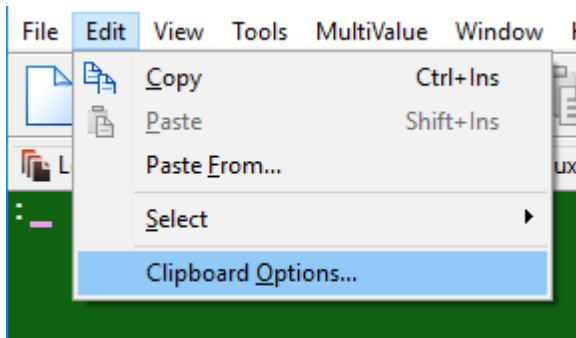 File Edit View Tools MultiValue Window
Copy Ctrl+Ins
Paste Shift+Ins
Paste From...
Select
Clipboard Options...
:_